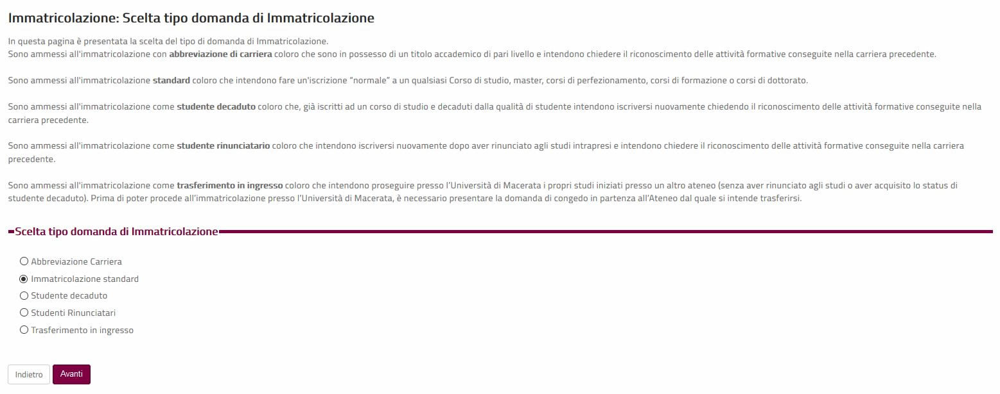 Immatricolazione: Scelta tipo domanda di Immatricolazione
In questa pagina è presentata la scelta del tipo di domanda di Immatricolazione.
Sono ammessi all'immatricolazione con abbreviazione di carriera coloro che sono in possesso di un titolo accademico di pari livello e intendono chiedere il riconoscimento delle attività formative conseguite nella carriera precedente.
Sono ammessi all'immatricolazione standard coloro che intendono fare un'iscrizione “normale” a un qualsiasi Corso di studio, master, corsi di perfezionamento, corsi di formazione o corsi di dottorato.
Sono ammessi all'immatricolazione come studente decaduto coloro che, già iscritti ad un corso di studio e decaduti dalla qualità di studente intendono iscriversi nuovamente chiedendo il riconoscimento delle attività formative conseguite nella
carriera precedente.
Sono ammessi all'immatricolazione come studente rinunciatario coloro che intendono iscriversi nuovamente dopo aver rinunciato agli studi intrapresi e intendono chiedere il riconoscimento delle attività formative conseguite nella carriera
precedente.
Sono ammessi all'immatricolazione come trasferimento in ingresso coloro che intendono proseguire presso l’Università di Macerata i propri studi iniziati presso un altro ateneo (senza aver rinunciato agli studi o aver acquisito lo status di
studente decaduto). Prima di poter procede all’immatricolazione presso l’Università di Macerata, è necessario presentare la domanda di congedo in partenza all’Ateneo dal quale si intende trasferirsi.
Scelta tipo domanda di Immatricolazione
Abbreviazione Carriera
Immatricolazione standard
Studente decaduto
Studenti Rinunciatari
Trasferimento in ingresso
Indietro Avanti